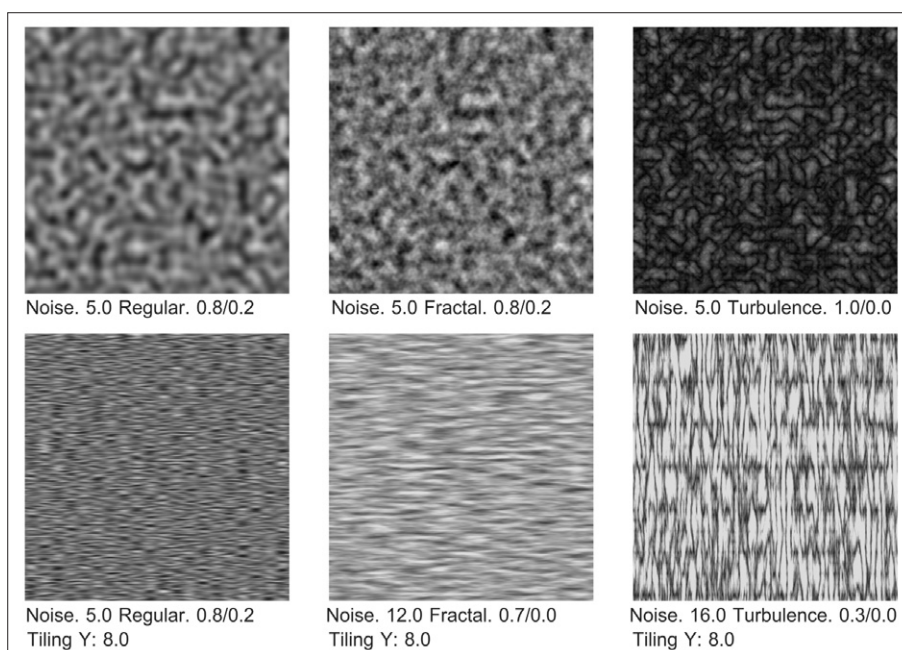 Noise. 5.0 Regular. 0.8/0.2
Noise. 5.0 Fractal. 0.8/0.2
Noise. 5.0 Turbulence. 1.0/0.0
Noise. 5.0 Regular. 0.8/0.2
Tiling Y: 8.0
Noise. 12.0 Fractal. 0.7/0.0
Tiling Y: 8.0
Noise. 16.0 Turbulence. 0.3/0.0
Tiling Y: 8.0